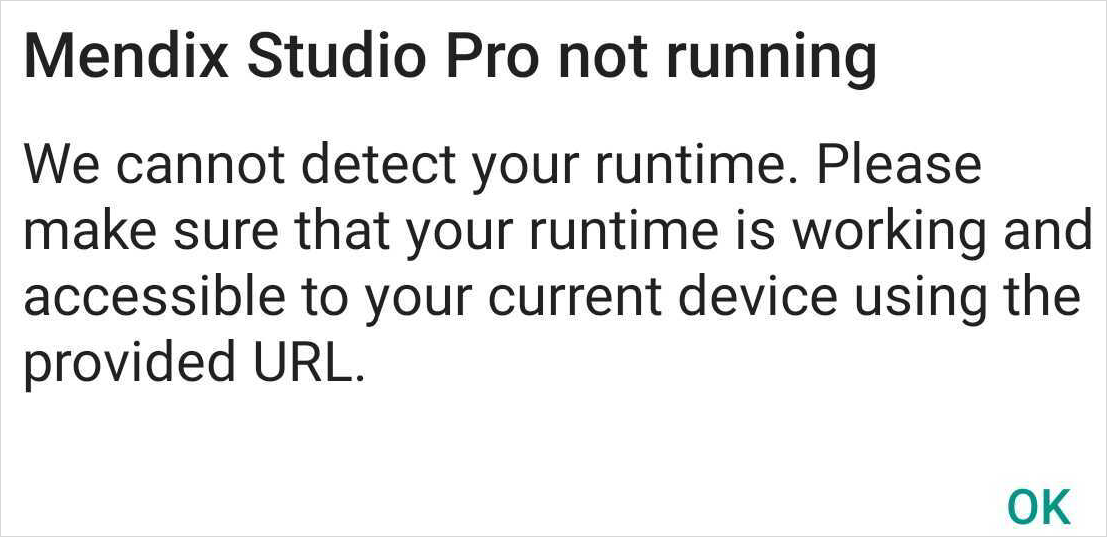 Mendix Studio Pro not running
We cannot detect your runtime. Please
make sure that your runtime is working and
accessible to your current device using the
provided URL.
OK